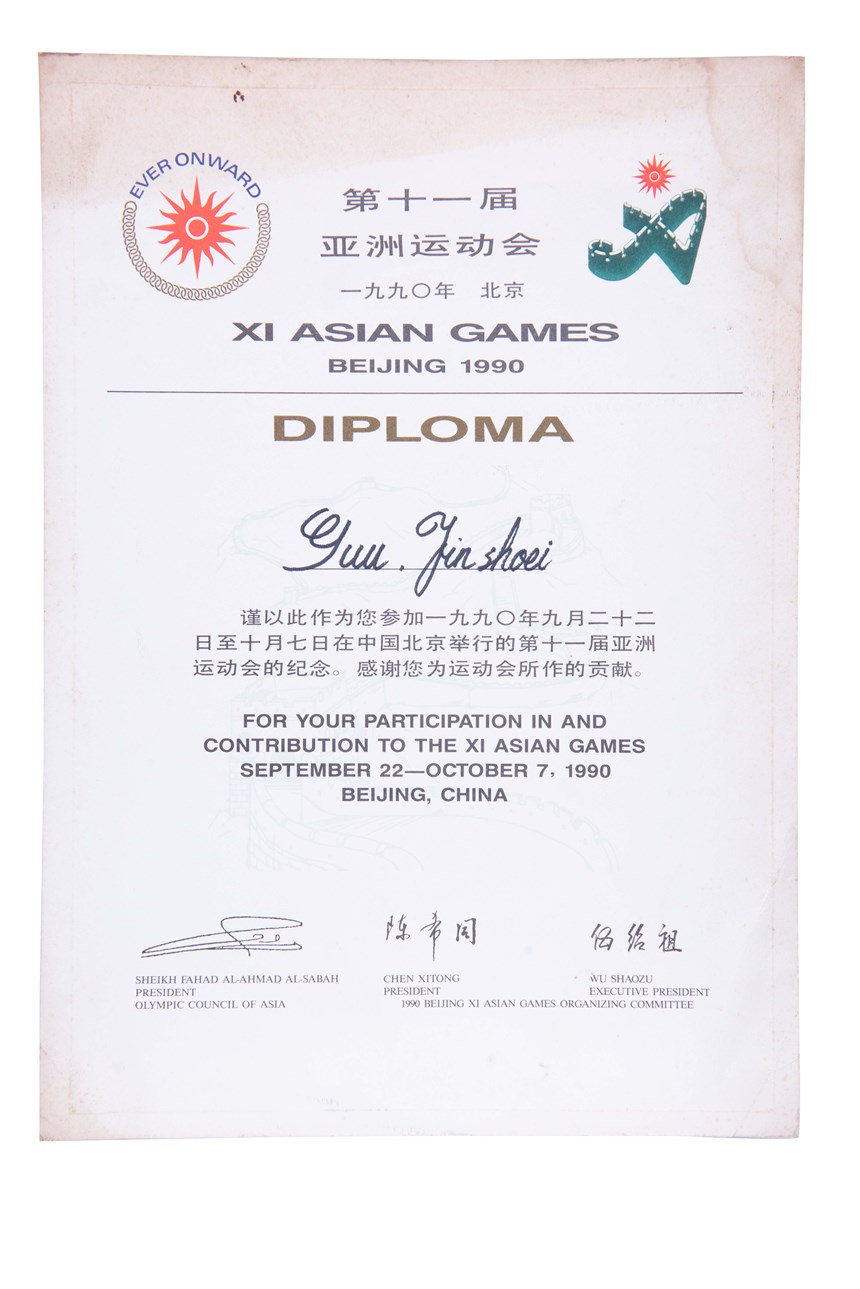 EVER ONWARD
第十一届
亚洲运动会
一九九〇年 北京
XI ASIAN GAMES
BEIJING 1990
DIPLOMA
Guu. Jin shoei
谨以此作为您参加一九九〇年九月二十二
日至十月七日在中国北京举行的第十一届亚洲
运动会的纪念。感谢您为运动会所作的贡献。
FOR YOUR PARTICIPATION IN AND
CONTRIBUTION TO THE XI ASIAN GAMES
SEPTEMBER 22—OCTOBER 7, 1990
BEIJING, CHINA
陈希同 伍绍祖
SHEIKH FAHAD AL-AHMAD AL-SABAH CHEN XITONG WU SHAOZU
PRESIDENT PRESIDENT EXECUTIVE PRESIDENT
OLYMPIC COUNCIL OF ASIA 1990 BEIJING XI ASIAN GAMES ORGANIZING COMMITTEE